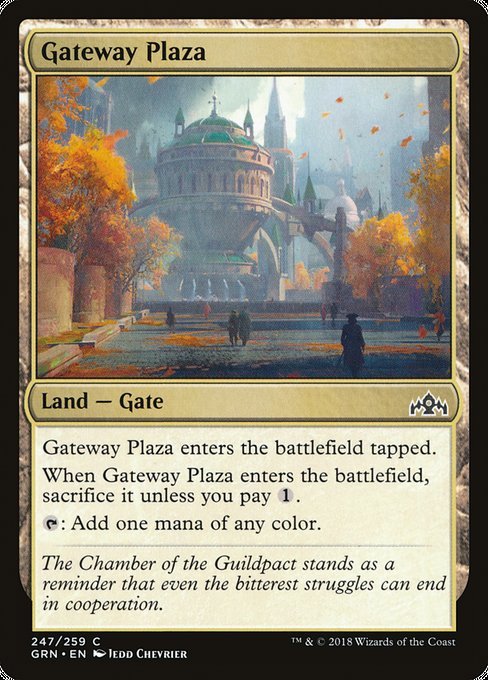 Gateway Plaza
Land — Gate
Gateway Plaza enters the battlefield tapped.
When Gateway Plaza enters the battlefield,
sacrifice it unless you pay 1.
: Add one mana of any color.
The Chamber of the Guildpact stands as a
reminder that even the bitterest struggles can end
in cooperation.
247/259 C
GRN • EN Jedd Chevrier
™ & © 2018 Wizards of the Coast